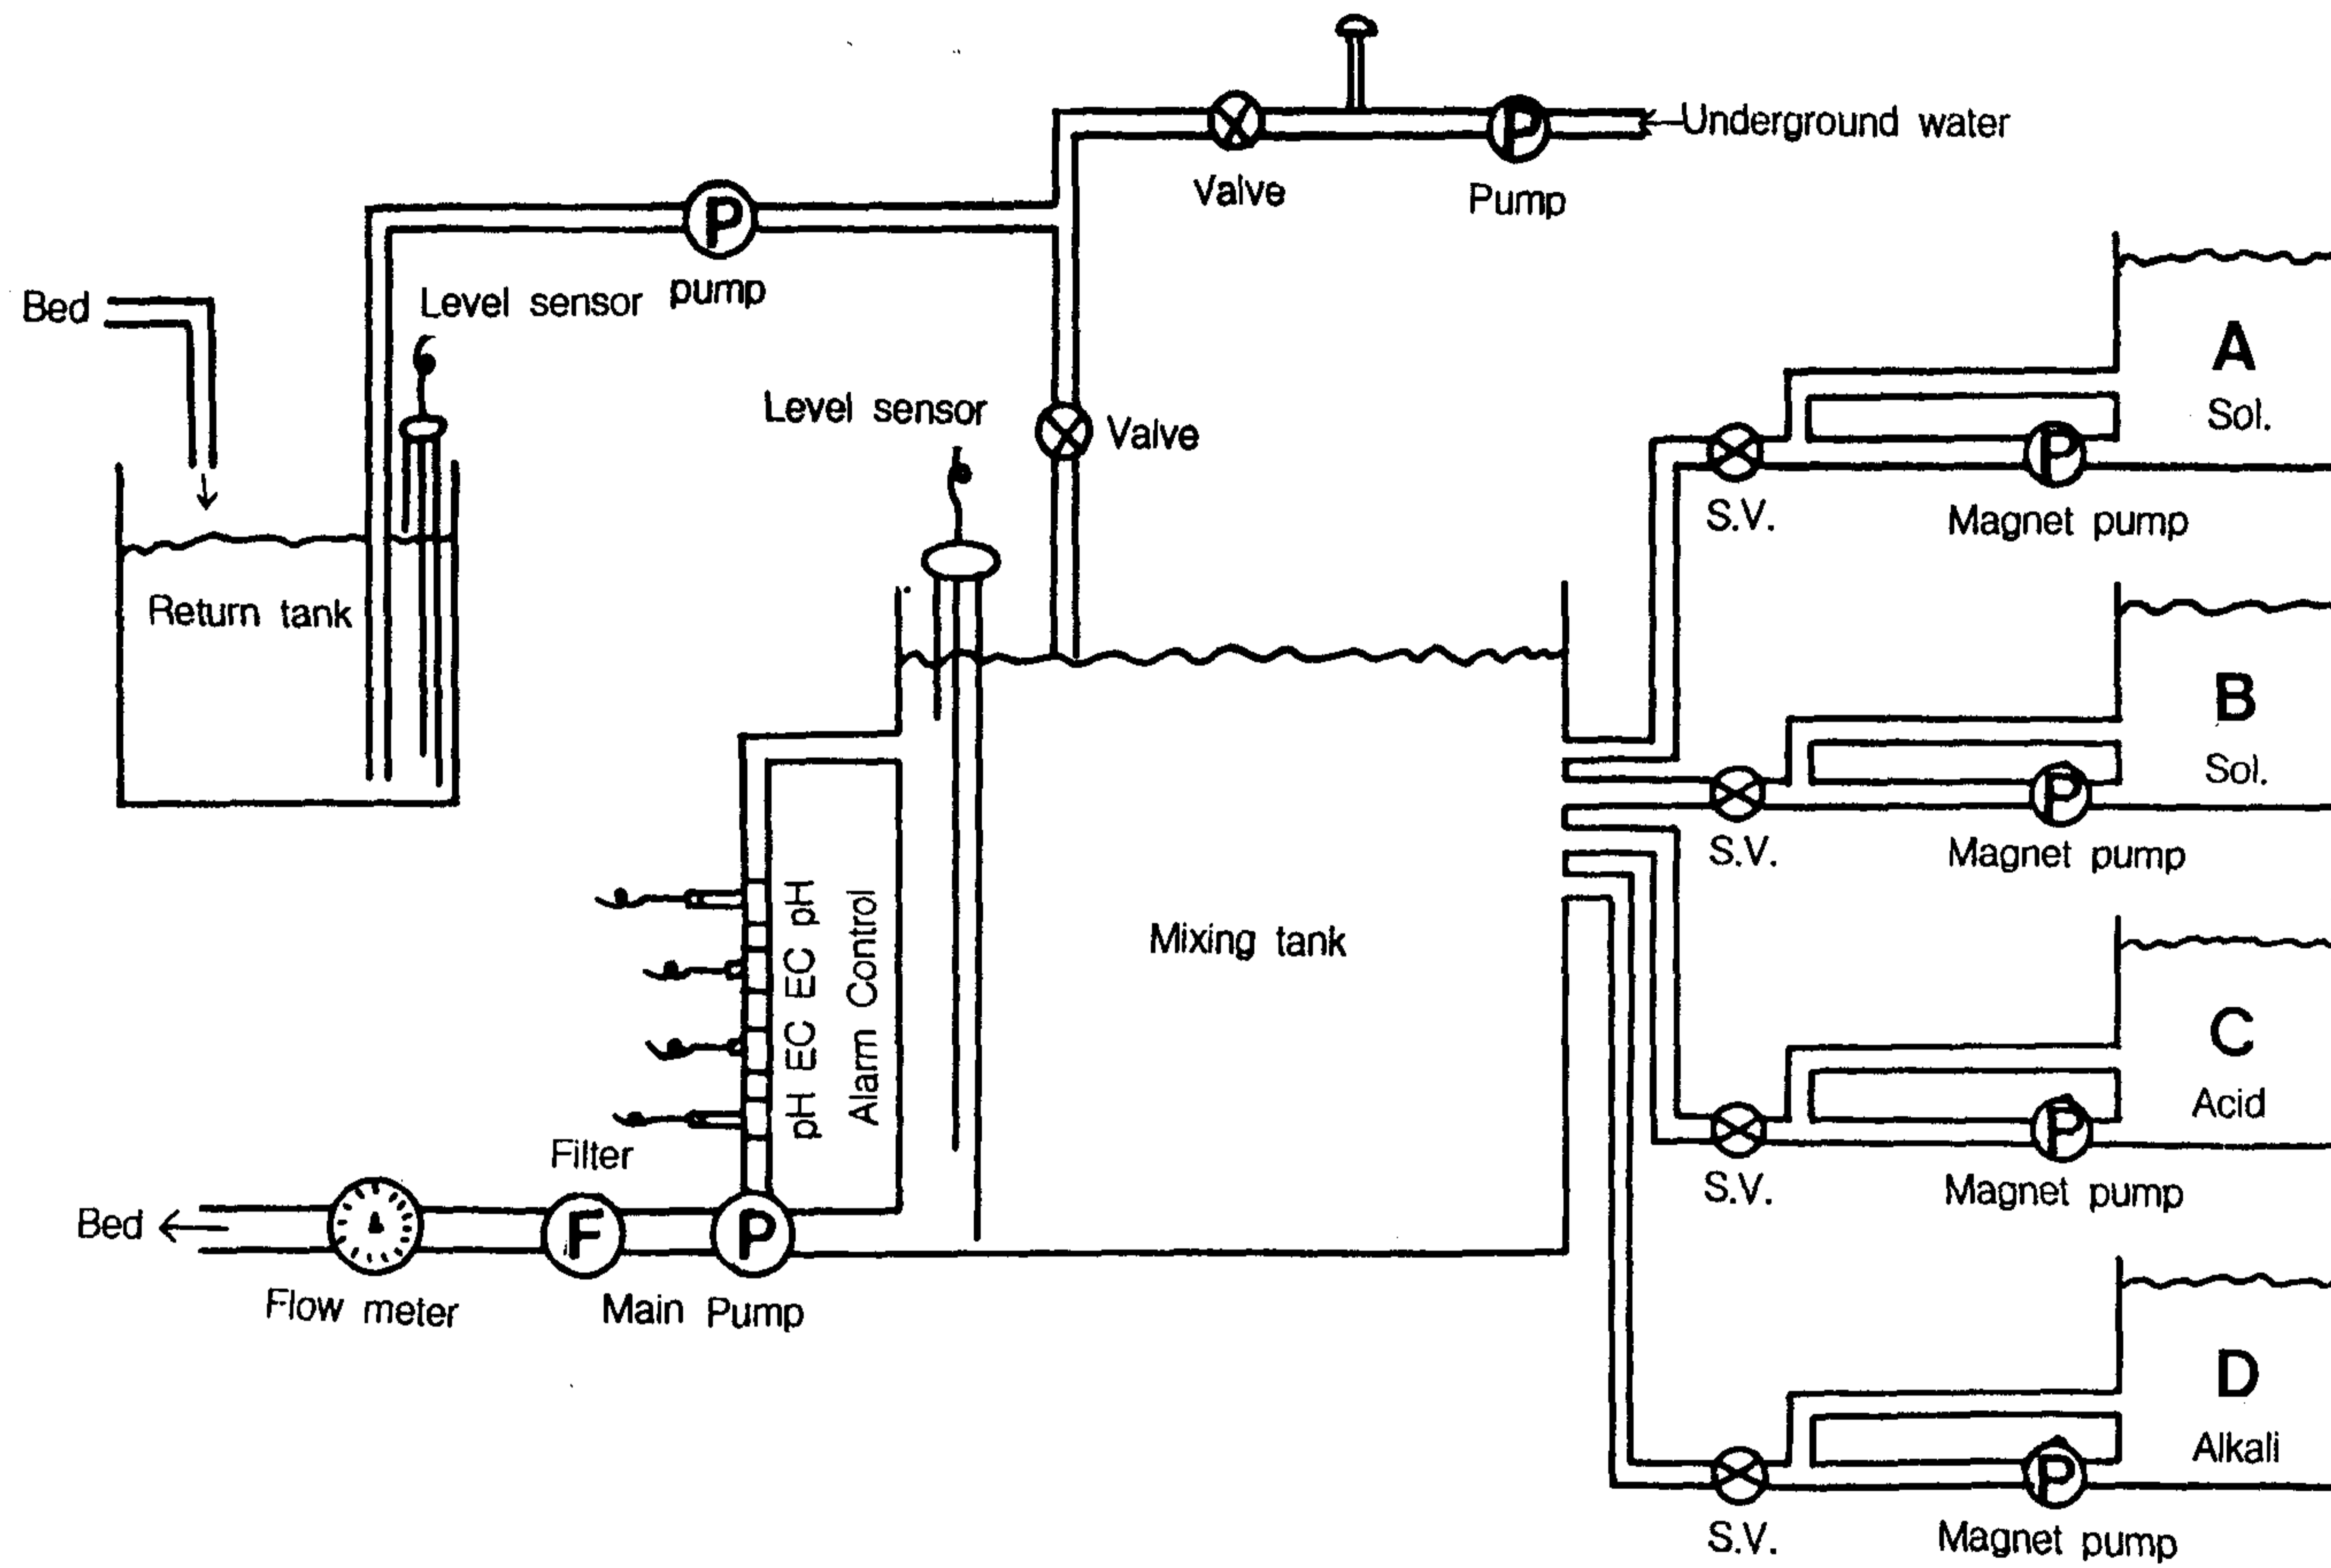 P
Underground water
Valve
Pump
P
pump
Level sensor
Bed
Level sensor
Valve
A
Sol.
P
S.V.
Magnet pump
Return tank
B
Sol.
P
S.V.
Magnet pump
pH EC EC pH
Alarm Control
Mixing tank
C
Acid
P
S.V.
Magnet pump
Filter
Bed
F
P
Flow meter
Main Pump
D
Alkali
P
S.V.
Magnet pump